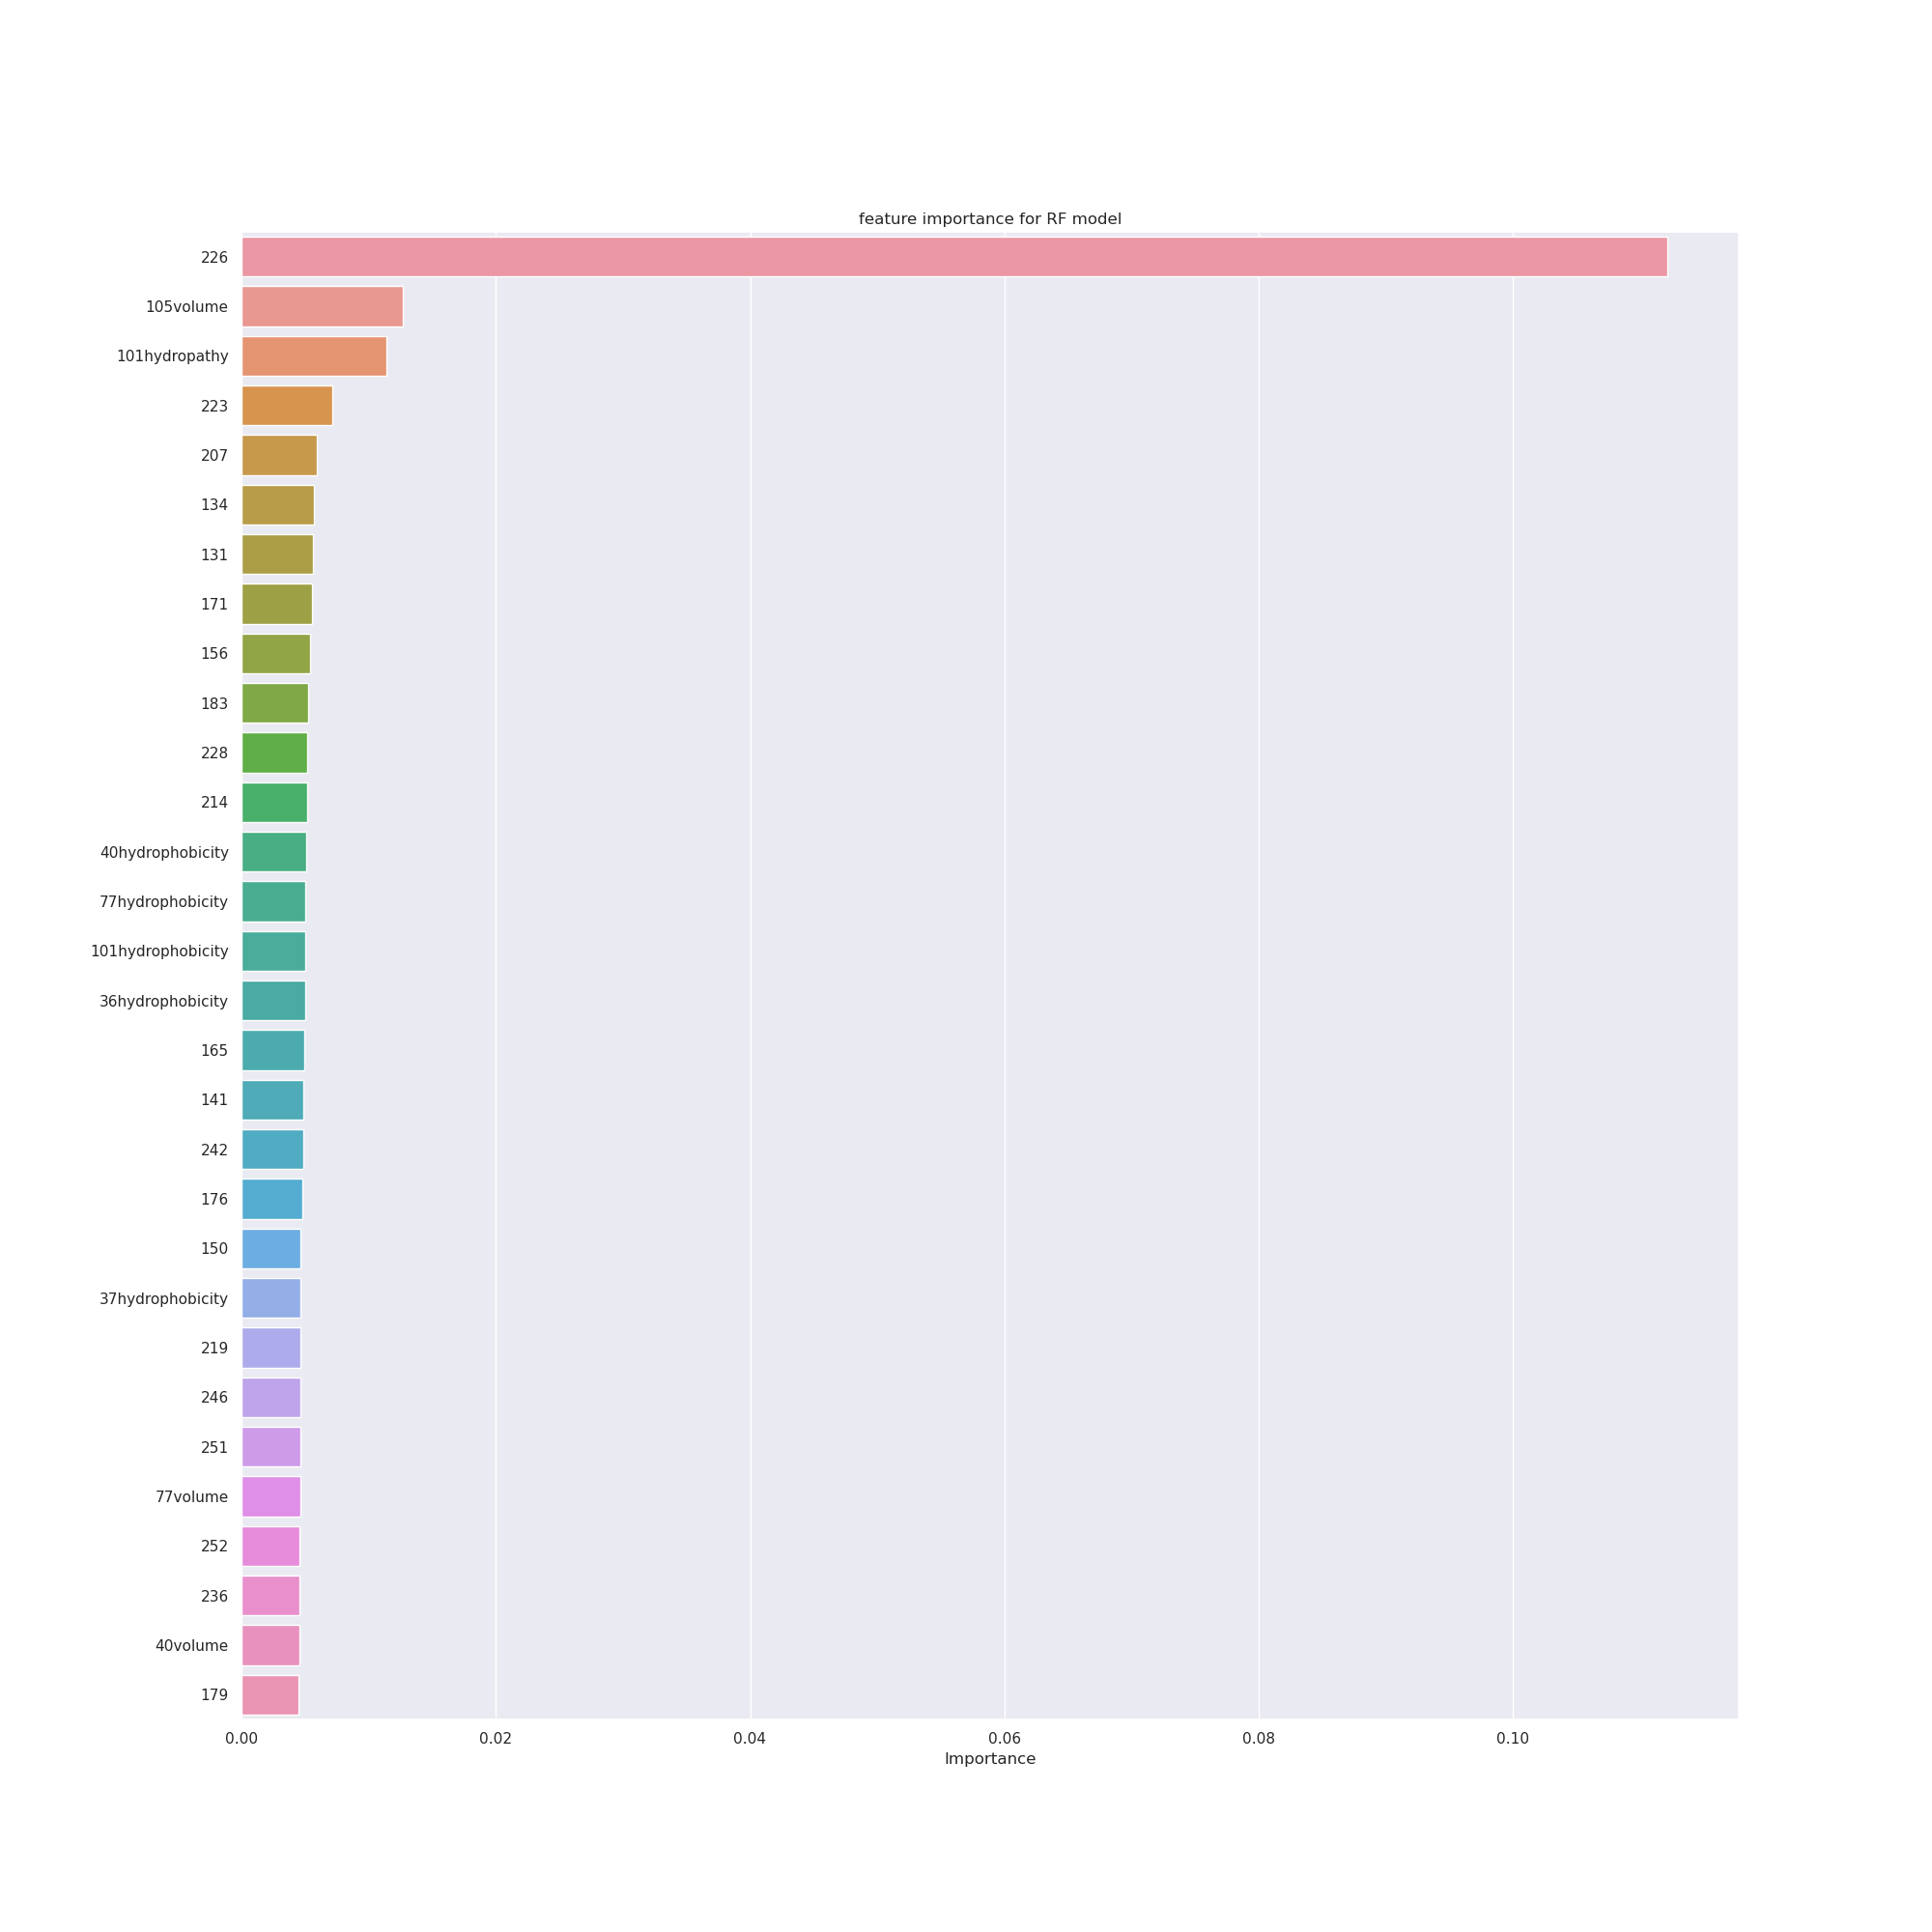 feature importance for RF model
226
105volume
101hydropathy
223
207
134
131
171
156
183
228
214
40hydrophobicity
77hydrophobicity
101hydrophobicity
36hydrophobicity
165
141
242
176
150
37hydrophobicity
219
246
251
77volume
252
236
40volume
179
0.00 0.02 0.04 0.06 0.08 0.10
Importance